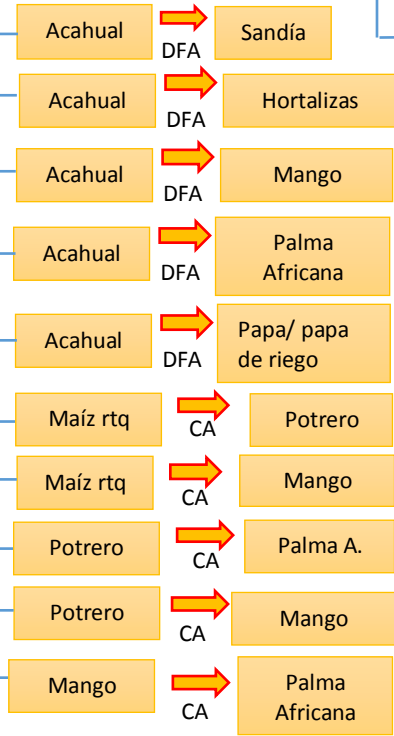 Acahual
DFA
Sandía
Acahual
DFA
Hortalizas
Acahual
DFA
Mango
Acahual
DFA
Palma
Africana
Acahual
DFA
Papa/ papa
de riego
Maíz rtq
CA
Potrero
Maíz rtq
CA
Mango
Potrero
CA
Palma A.
Potrero
CA
Mango
Mango
CA
Palma
Africana